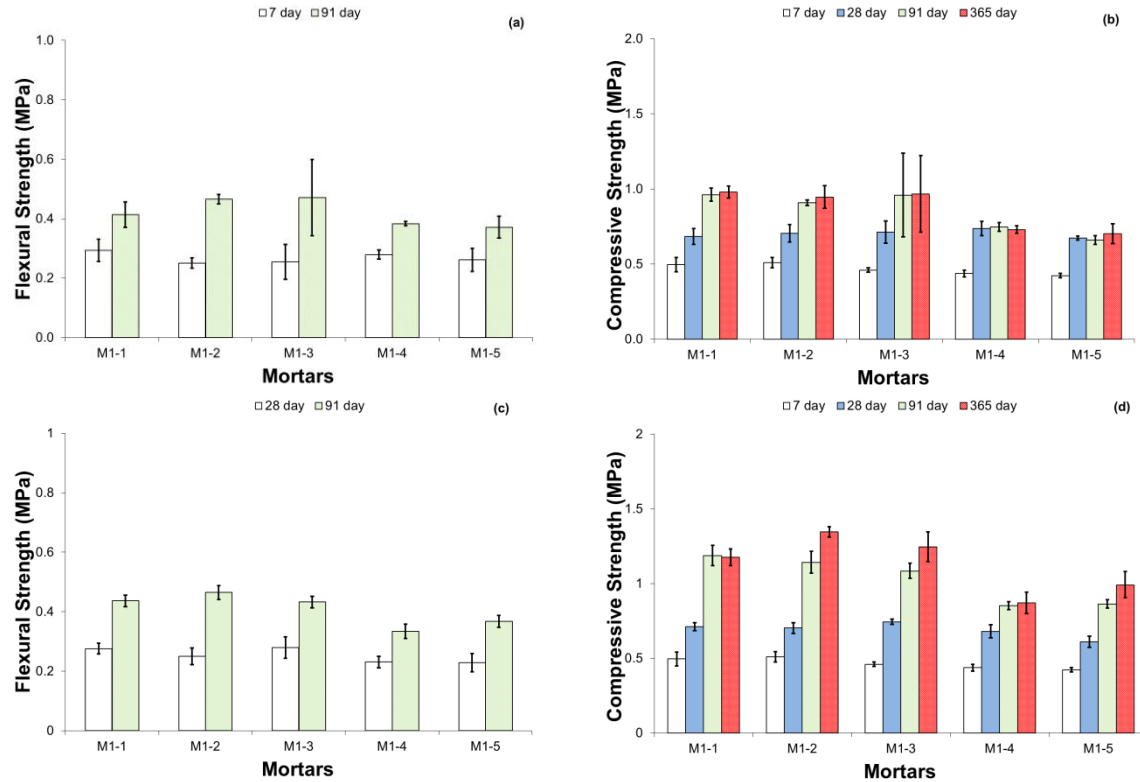 7 day 91 day
(a)
Flexural Strength (MPa)
1.0
0.8
0.6
0.4
0.2
0.0
M1-1 M1-2 M1-3 M1-4 M1-5
Mortars
7 day 28 day 91 day 365 day
(b)
Compressive Strength (MPa)
2.0
1.5
1.0
0.5
0.0
M1-1 M1-2 M1-3 M1-4 M1-5
Mortars
28 day 91 day
(c)
Flexural Strength (MPa)
1
0.8
0.6
0.4
0.2
0
M1-1 M1-2 M1-3 M1-4 M1-5
Mortars
7 day 28 day 91 day 365 day
(d)
Compressive Strength (MPa)
2
1.5
1
0.5
0
M1-1 M1-2 M1-3 M1-4 M1-5
Mortars